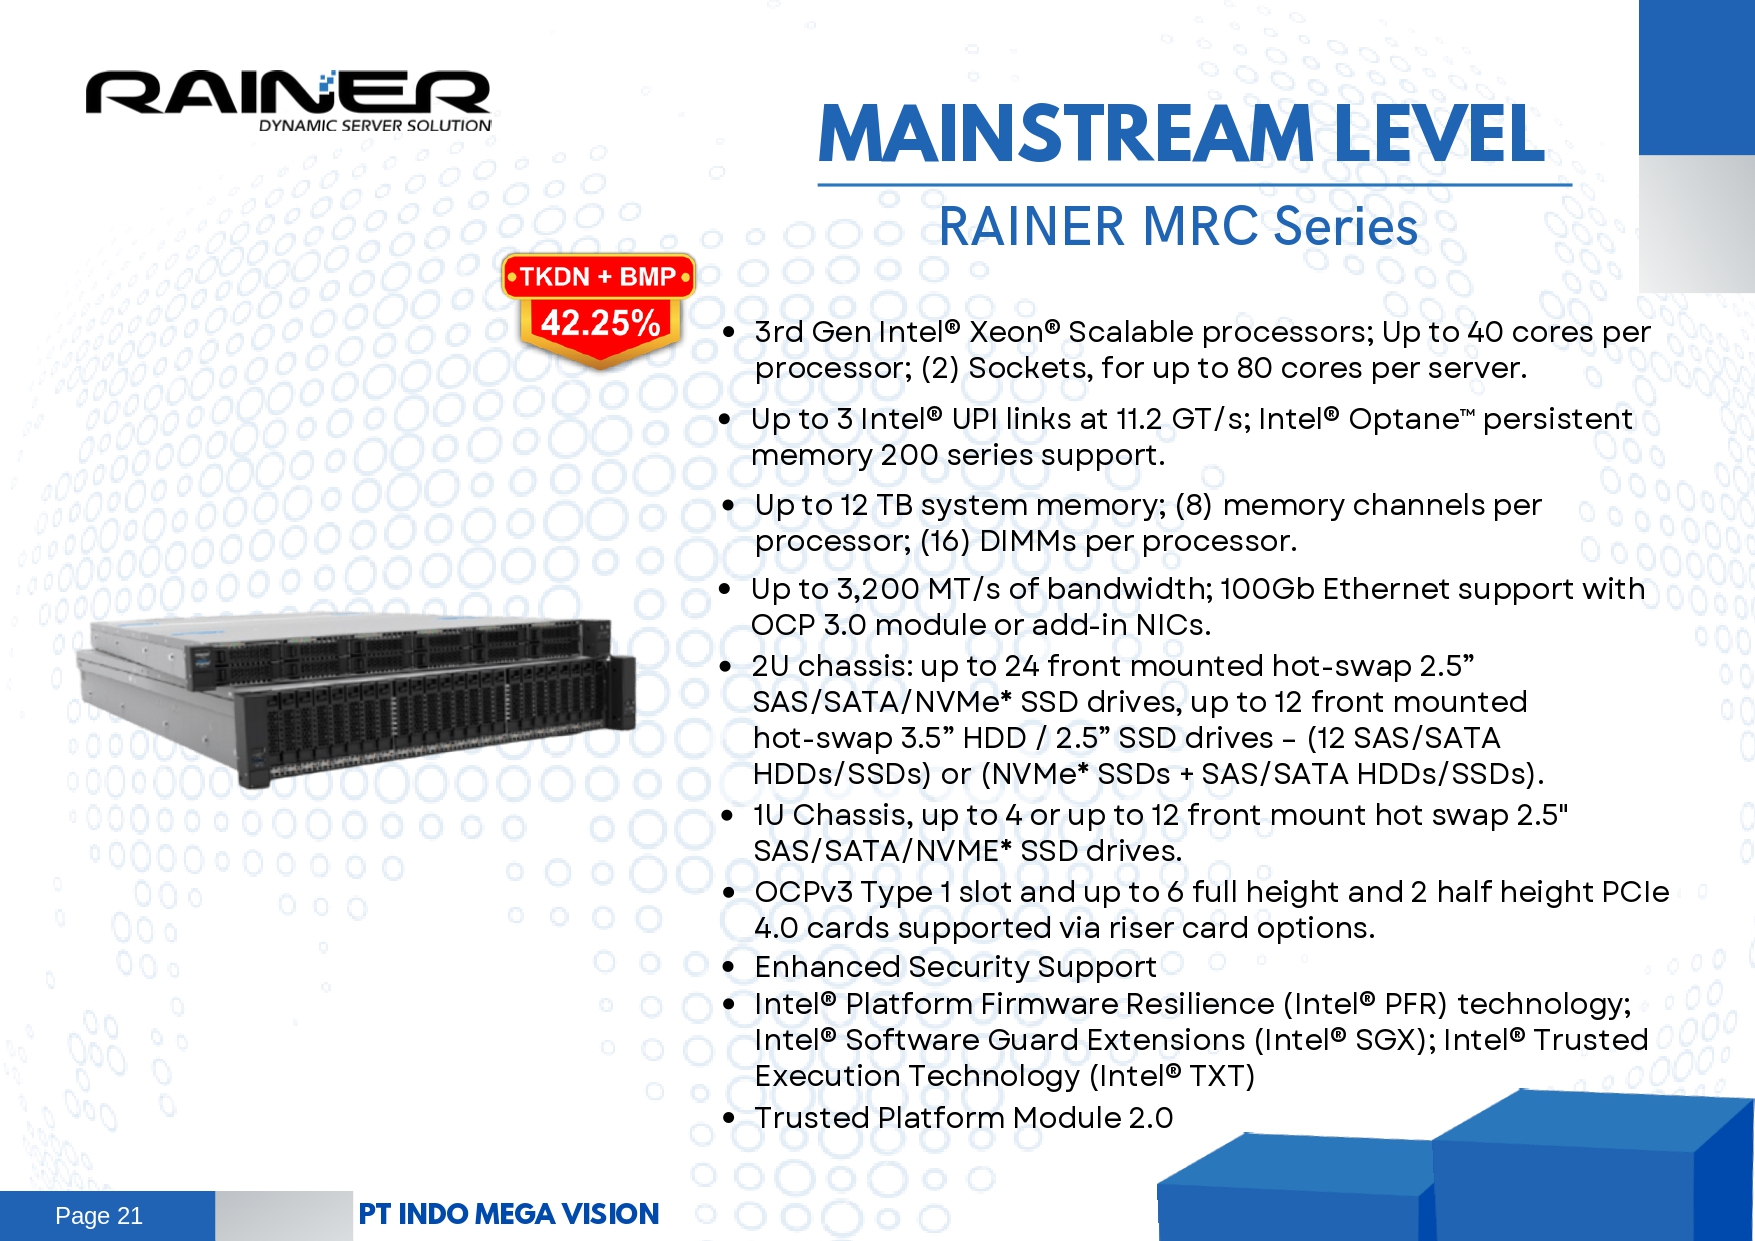 RAINER
DYNAMIC SERVER SOLUTION
MAINSTREAM LEVEL
RAINER MRC Series
TKDN + BMP
42.25%
• 3rd Gen Intel® Xeon® Scalable processors; Up to 40 cores per
processor; (2) Sockets, for up to 80 cores per server.
• Up to 3 Intel® UPI links at 11.2 GT/s; Intel® Optane™ persistent
memory 200 series support.
• Up to 12 TB system memory; (8) memory channels per
processor; (16) DIMMs per processor.
• Up to 3,200 MT/s of bandwidth; 100Gb Ethernet support with
OCP 3.0 module or add-in NICs.
• 2U chassis: up to 24 front mounted hot-swap 2.5”
SAS/SATA/NVMe* SSD drives, up to 12 front mounted
hot-swap 3.5” HDD / 2.5” SSD drives – (12 SAS/SATA
HDDs/SSDs) or (NVMe* SSDs + SAS/SATA HDDs/SSDs).
• 1U Chassis, up to 4 or up to 12 front mount hot swap 2.5"
SAS/SATA/NVME* SSD drives.
• OCPv3 Type 1 slot and up to 6 full height and 2 half height PCIe
4.0 cards supported via riser card options.
• Enhanced Security Support
• Intel® Platform Firmware Resilience (Intel® PFR) technology;
Intel® Software Guard Extensions (Intel® SGX); Intel® Trusted
Execution Technology (Intel® TXT)
• Trusted Platform Module 2.0
Page 21
PT INDO MEGA VISION